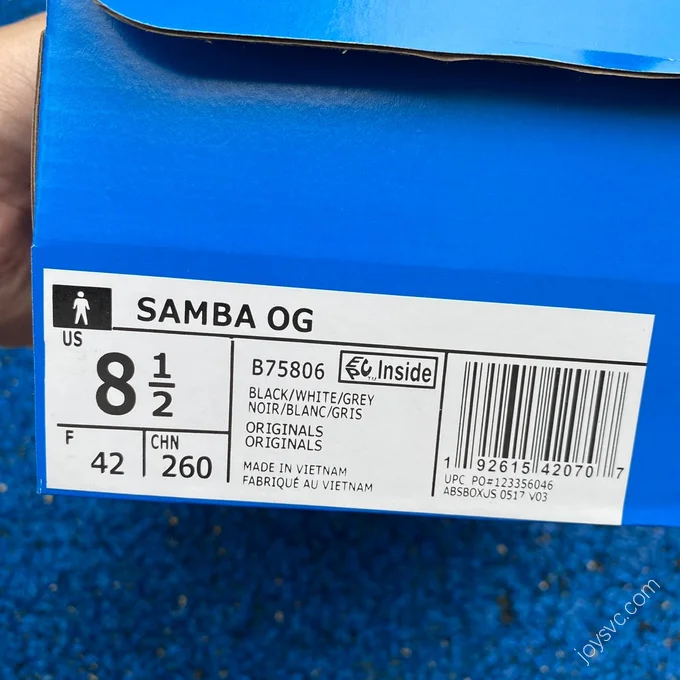 SAMBA OG
US
8 1/2
F
42
CHN
260
B75806
Inside
BLACK/WHITE/GREY
NOIR/BLANC/GRIS
ORIGINALS
ORIGINALS
MADE IN VIETNAM
FABRIQUÉ AU VIETNAM
1 92615 42070 7
UPC PO#123356046
ABSBOXUS 0517 V03
joysvc.com